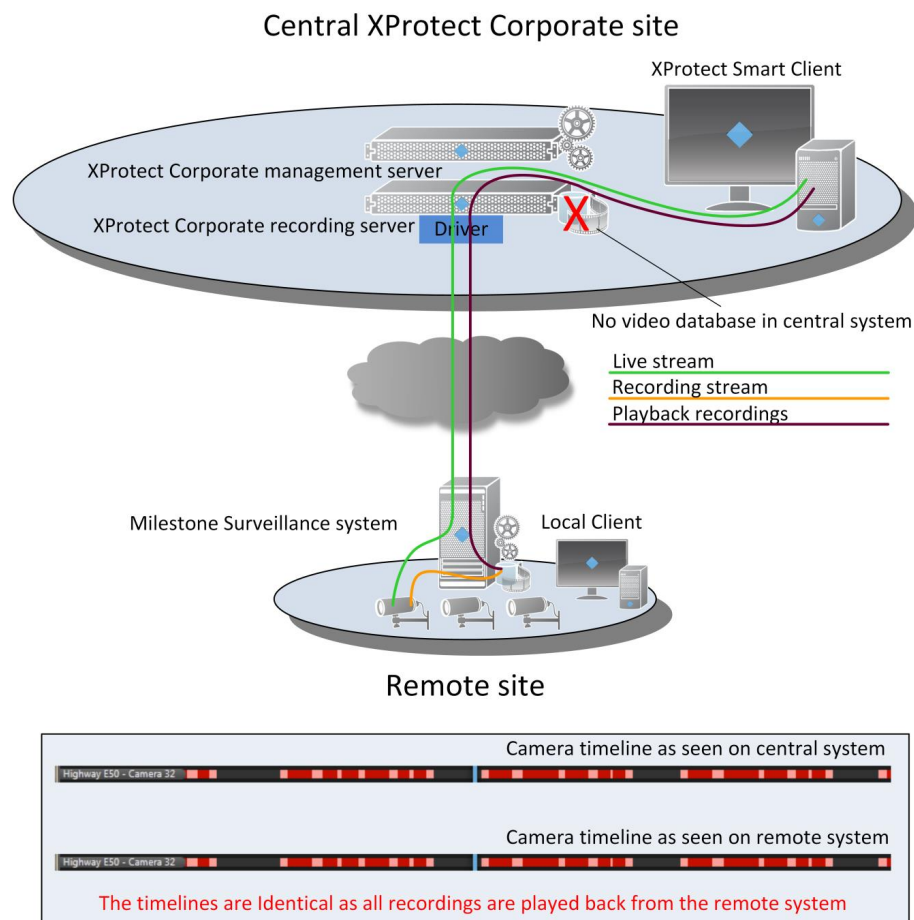 Central XProtect Corporate site
XProtect Smart Client
XProtect Corporate management server
XProtect Corporate recording server
Driver
X
No video database in central system
Live stream
Recording stream
Playback recordings
Milestone Surveillance system
Local Client
Remote site
Camera timeline as seen on central system
Highway E50 - Camera 32
Camera timeline as seen on remote system
Highway E50 - Camera 32
The timelines are Identical as all recordings are played back from the remote system